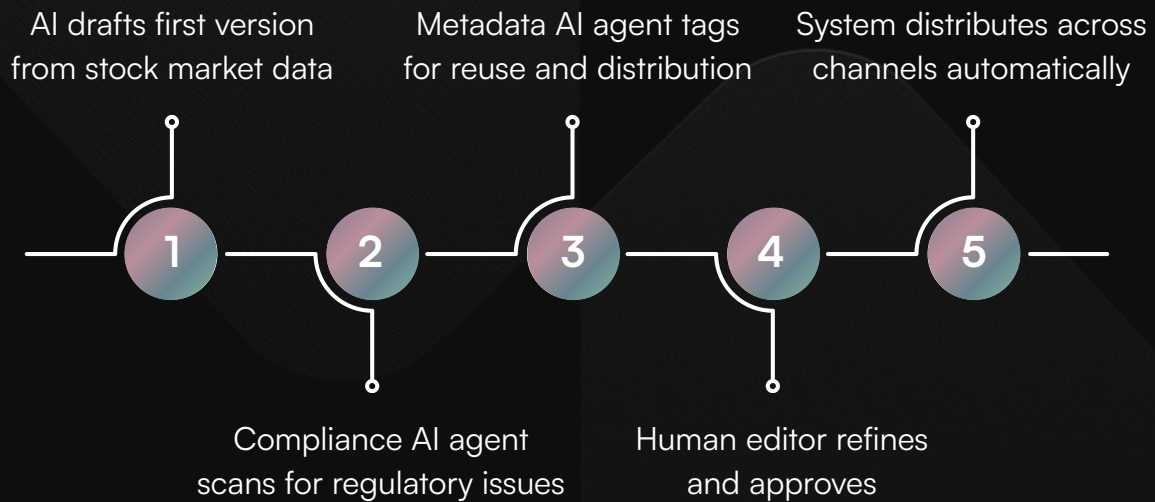 AI drafts first version
from stock market data
Metadata AI agent tags
for reuse and distribution
System distributes across
channels automatically
1
2
3
4
5
Compliance AI agent
scans for regulatory issues
Human editor refines
and approves